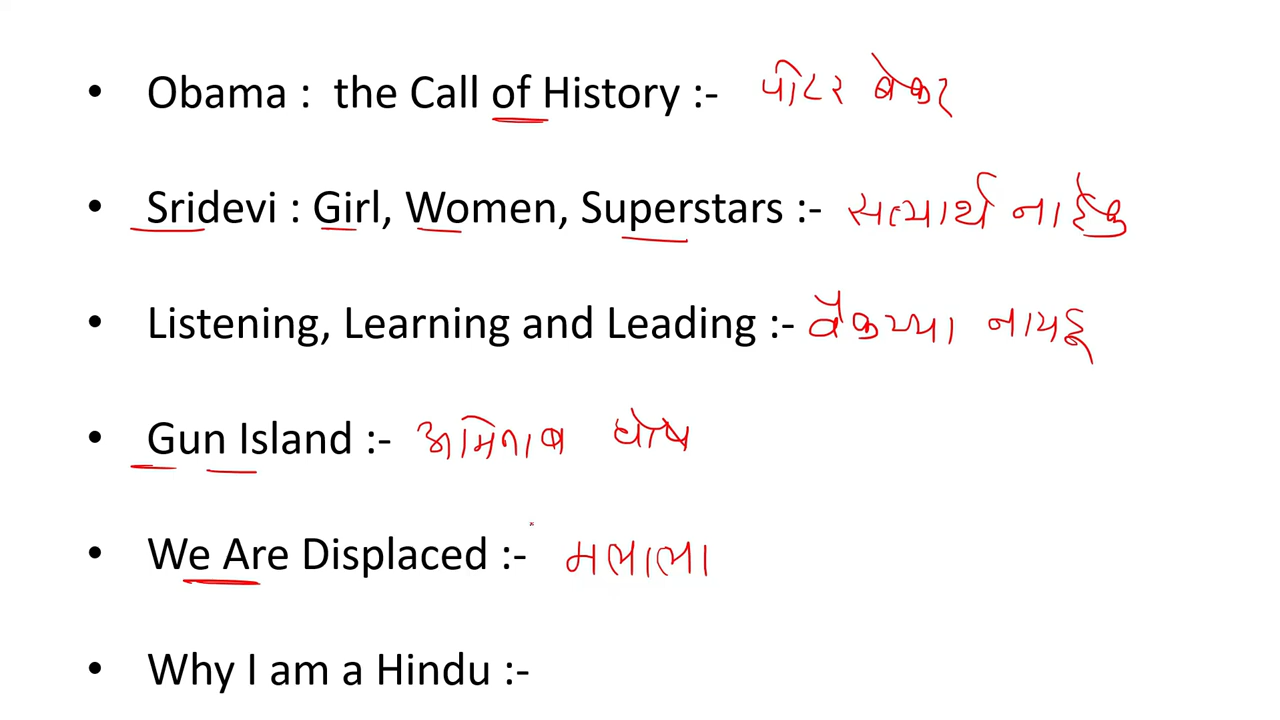 • Obama : the Call of History :- પીટર બેકર
• Sridevi : Girl, Women, Superstars :- સત્યાર્થ નાયક
• Listening, Learning and Leading :- વૈકય્યા નાયડૂ
• Gun Island :- અમિતાવ ઘોષ
• We Are Displaced :- મલાલા
• Why I am a Hindu :-